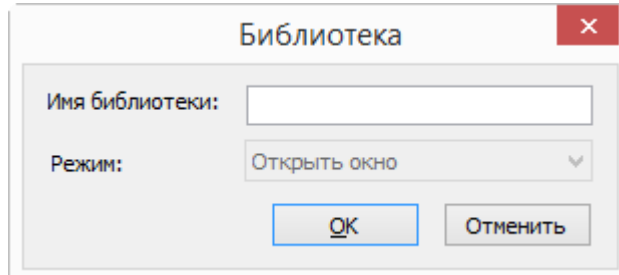 Библиотека
Имя библиотеки:
Режим: Открыть окно
OK Отменить